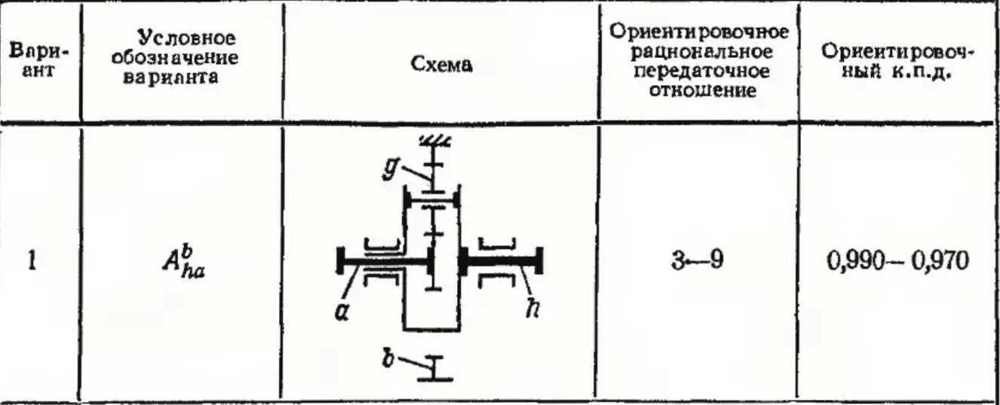 Вари-
ант
Условное
обозначение
варианта
Схема
Ориентировочное
рациональное
передаточное
отношение
Ориентировоч-
ный к.п.д.
1
A^b_{ha}
g
a
h
b
3—9
0,990— 0,970